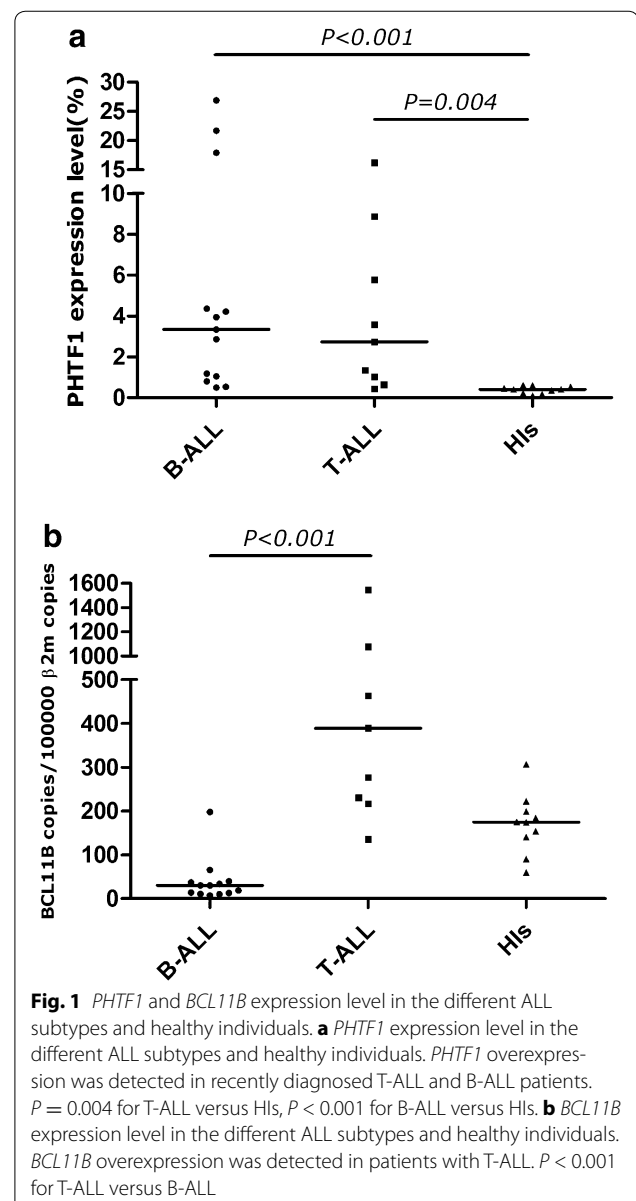 a
P<0.001
P=0.004
PHTF1 expression level(%)
30
25
20
15
10
8
6
4
2
0
B-ALL
T-ALL
HIs
b
P<0.001
BCL11B copies/100000 β2m copies
1600
1400
1200
1000
500
400
300
200
100
0
B-ALL
T-ALL
HIs
Fig. 1 PHTF1 and BCL11B expression level in the different ALL
subtypes and healthy individuals. a PHTF1 expression level in the
different ALL subtypes and healthy individuals. PHTF1 overexpres-
sion was detected in recently diagnosed T-ALL and B-ALL patients.
P = 0.004 for T-ALL versus HIs, P < 0.001 for B-ALL versus HIs. b BCL11B
expression level in the different ALL subtypes and healthy individuals.
BCL11B overexpression was detected in patients with T-ALL. P < 0.001
for T-ALL versus B-ALL